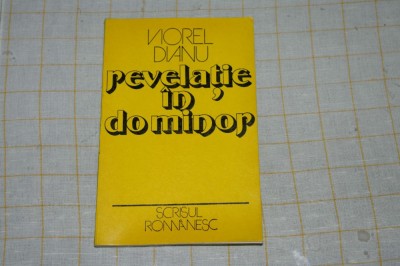 VIOREL
DIANU
revelație
în
do minor
SCRISUL
ROMÂNESC